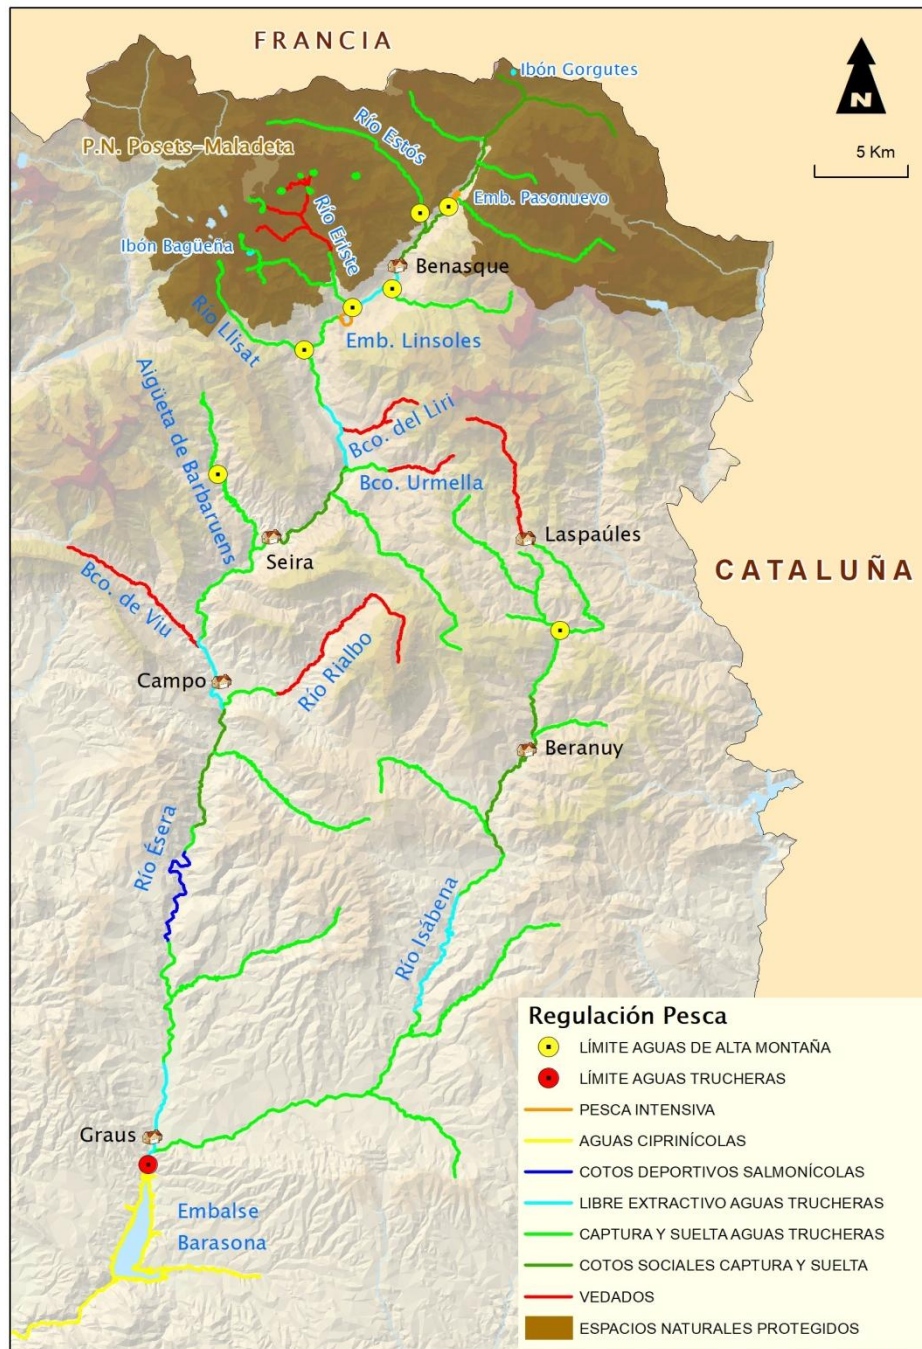 FRANCIA
Ibón Gorgutes
N
5 Km
Río Estós
P.N. Posets-Maladeta
Emb. Pasonuevo
Río Eriste
Ibón Bagüeña
Benasque
Río Llisat
Emb. Linsoles
Aigüeta de Barbaruens
Bco. del Liri
Bco. Urmella
Laspaúles
Seira
CATALUÑA
Bco. de Viu
Río Rialbo
Campo
Beranuy
Río Ésera
Río Isábena
Graus
Embalse
Barasona
Regulación Pesca
LÍMITE AGUAS DE ALTA MONTAÑA
LÍMITE AGUAS TRUCHERAS
PESCA INTENSIVA
AGUAS CIPRINÍCOLAS
COTOS DEPORTIVOS SALMONÍCOLAS
LIBRE EXTRACTIVO AGUAS TRUCHERAS
CAPTURA Y SUELTA AGUAS TRUCHERAS
COTOS SOCIALES CAPTURA Y SUELTA
VEDADOS
ESPACIOS NATURALES PROTEGIDOS